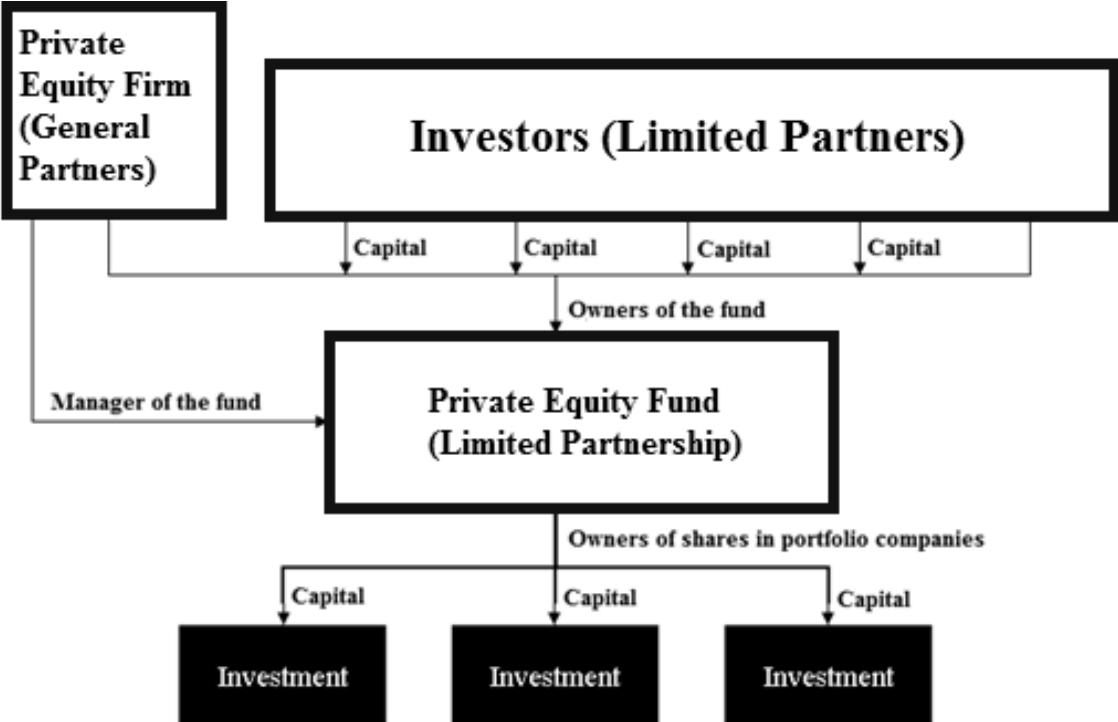 Private
Equity Firm
(General
Partners)
Investors (Limited Partners)
Capital
Capital
Capital
Capital
Owners of the fund
Manager of the fund
Private Equity Fund
(Limited Partnership)
Owners of shares in portfolio companies
Capital
Capital
Capital
Investment
Investment
Investment